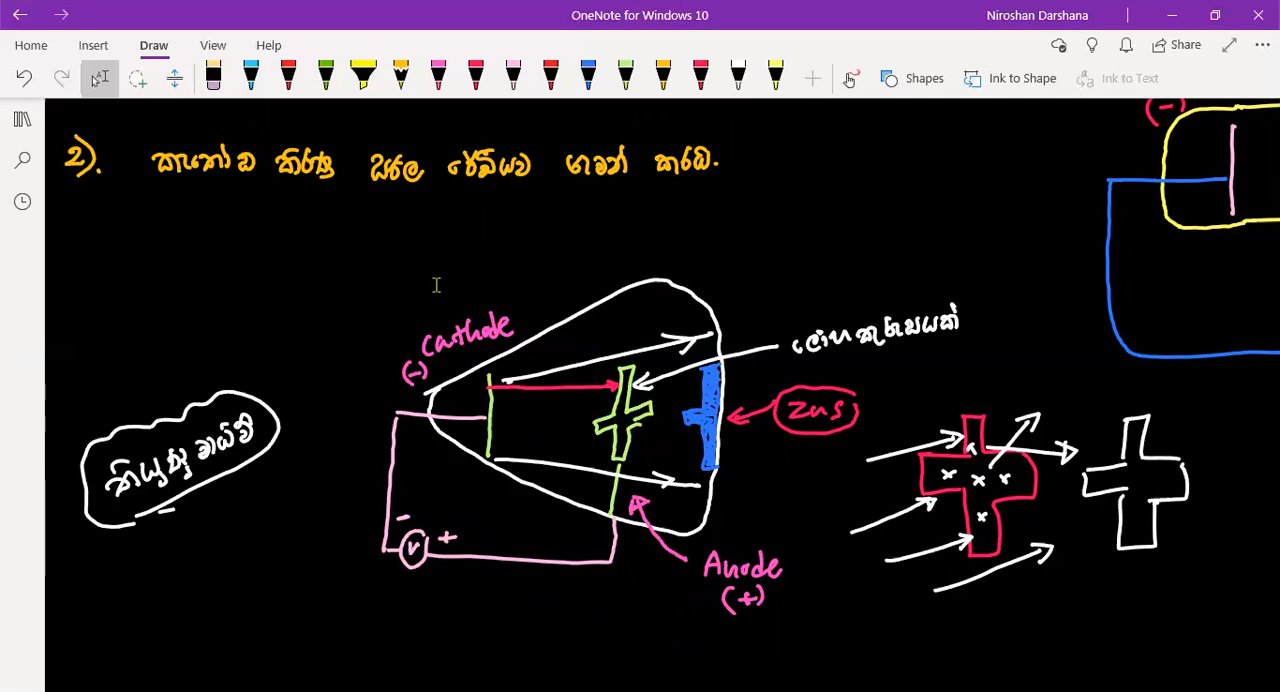 OneNote for Windows 10
Niroshan Darshana
Home Insert Draw View Help
Share
Shapes
Ink to Shape
Ink to Text
(-)
2). කැතෝඩ කිරණ සරල රේඛීයව ගමන් කරයි.
Cathode
(-)
ලෝහ කුරුසයක්
ZnS
- V +
Anode
(+)
x x x
x